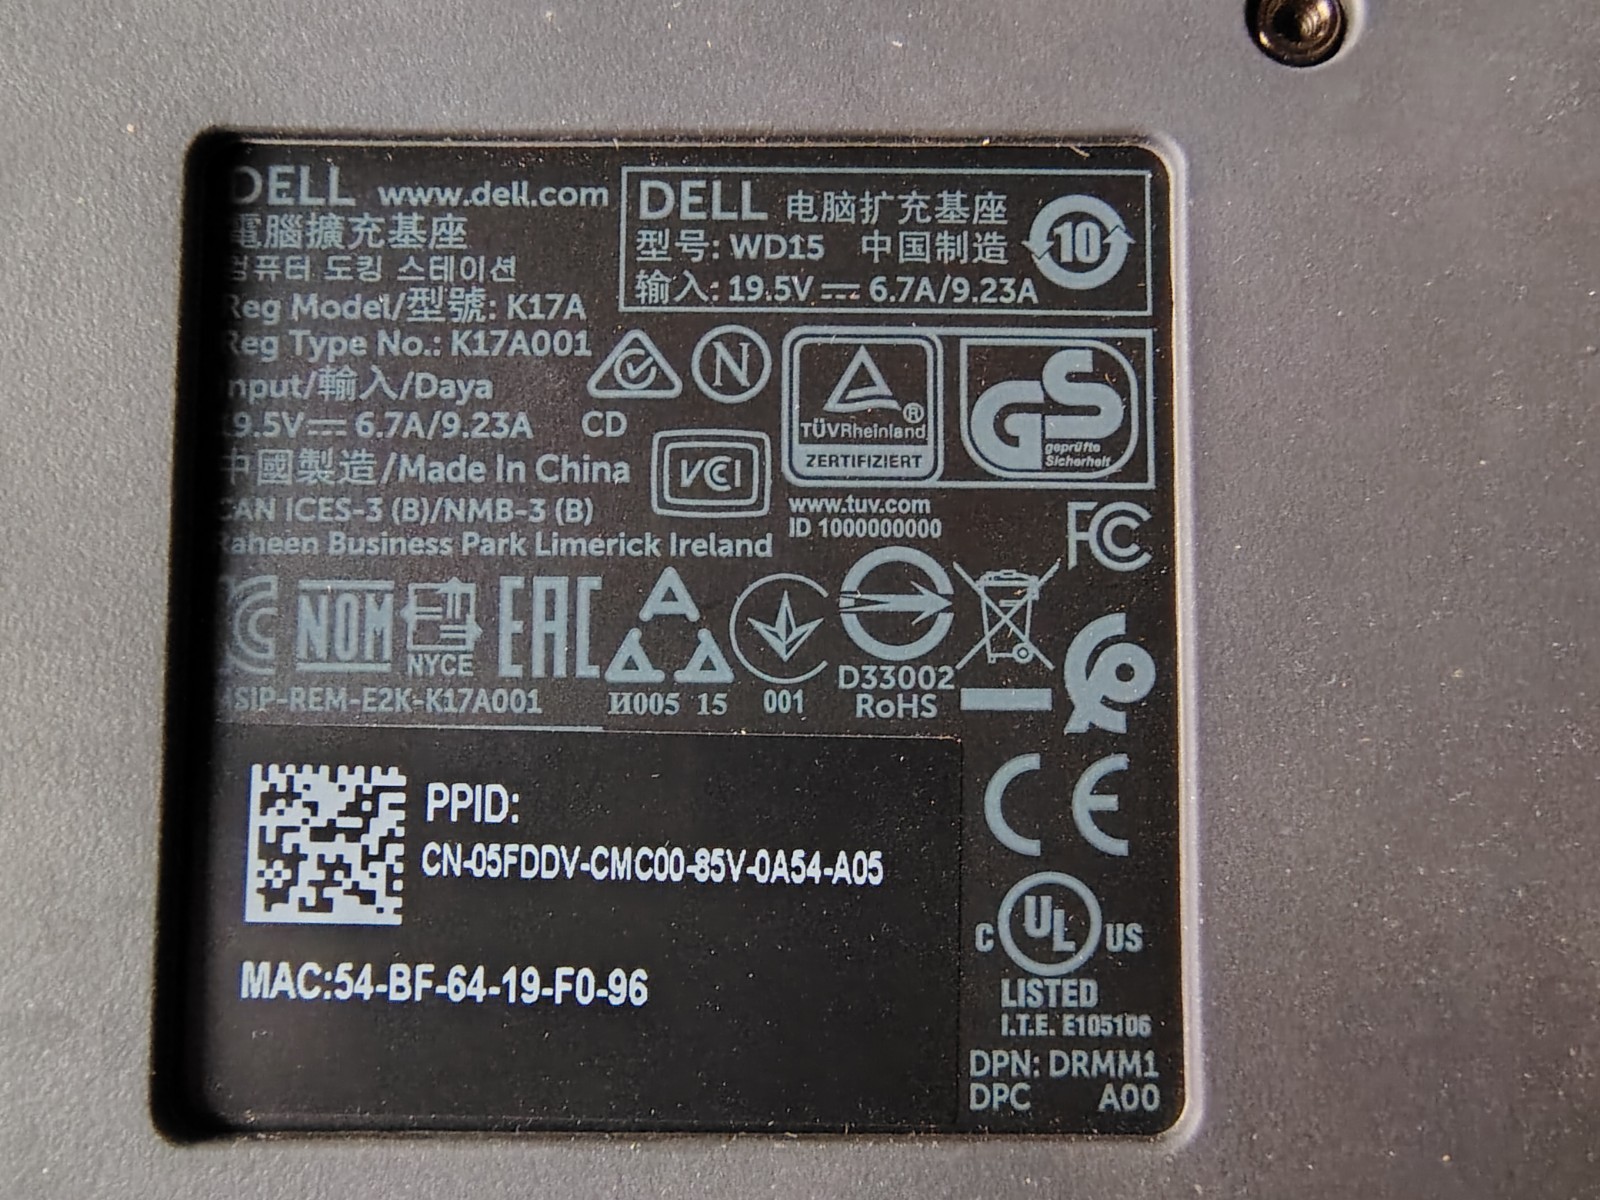 DELL www.dell.com
電腦擴充基座
컴퓨터 도킹 스테이션
Reg Model/型號: K17A
Reg Type No.: K17A001
Input/輸入/Daya
19.5V⎓ 6.7A/9.23A
中國製造/Made In China
CAN ICES-3 (B)/NMB-3 (B)
Raheen Business Park Limerick Ireland
DELL 电脑扩充基座
型号: WD15 中国制造
输入: 19.5V ⎓ 6.7A/9.23A
10
CD
N
VCI
TÜVRheinland ®
ZERTIFIZIERT
www.tuv.com
ID 1000000000
GS
geprüfte
Sicherheit
FC
NOM
NYCE
EAC
MSIP-REM-E2K-K17A001
И005 15
001
D33002
RoHS
CE
PPID:
CN-05FDDV-CMC00-85V-0A54-A05
MAC:54-BF-64-19-F0-96
C UL US
LISTED
I.T.E. E105106
DPN: DRMM1
DPC A00